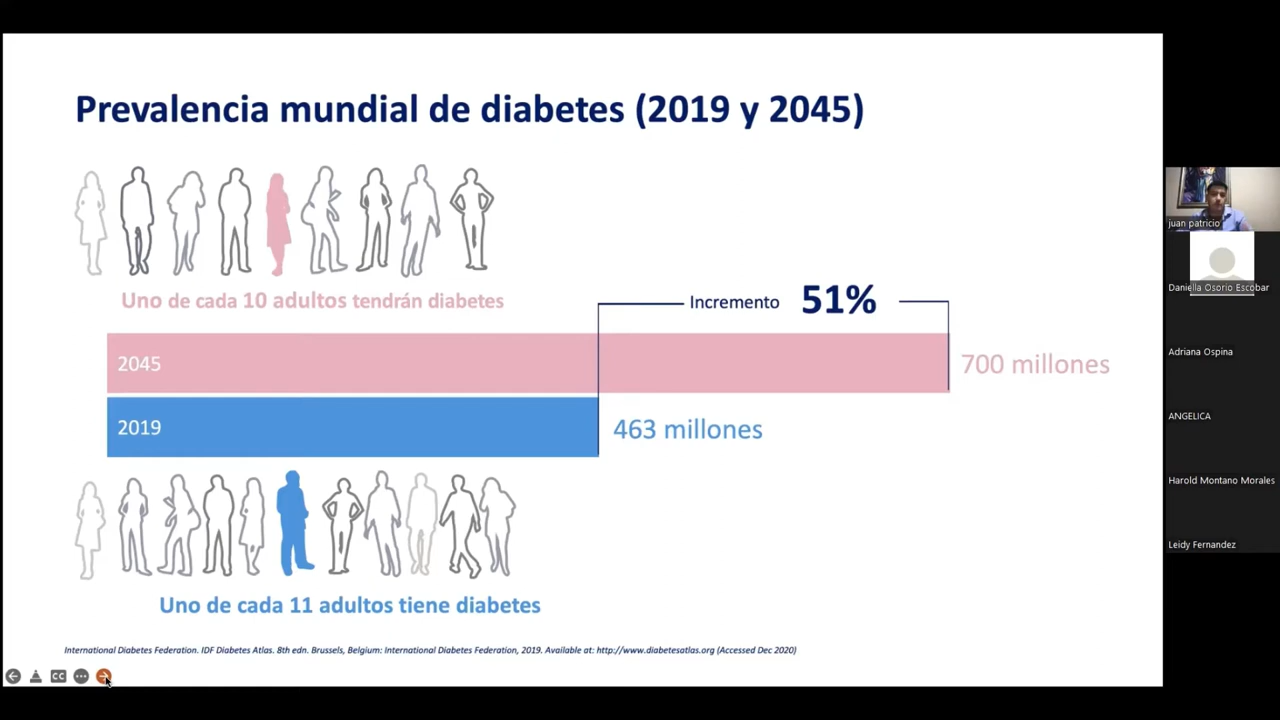 Prevalencia mundial de diabetes (2019 y 2045)
Uno de cada 10 adultos tendrán diabetes
Incremento 51%
2045
700 millones
2019
463 millones
Uno de cada 11 adultos tiene diabetes
International Diabetes Federation. IDF Diabetes Atlas. 8th edn. Brussels, Belgium: International Diabetes Federation, 2019. Available at: http://www.diabetesatlas.org (Accessed Dec 2020)
CC
juan patricio
Daniella Osorio Escobar
Adriana Ospina
ANGELICA
Harold Montano Morales
Leidy Fernandez